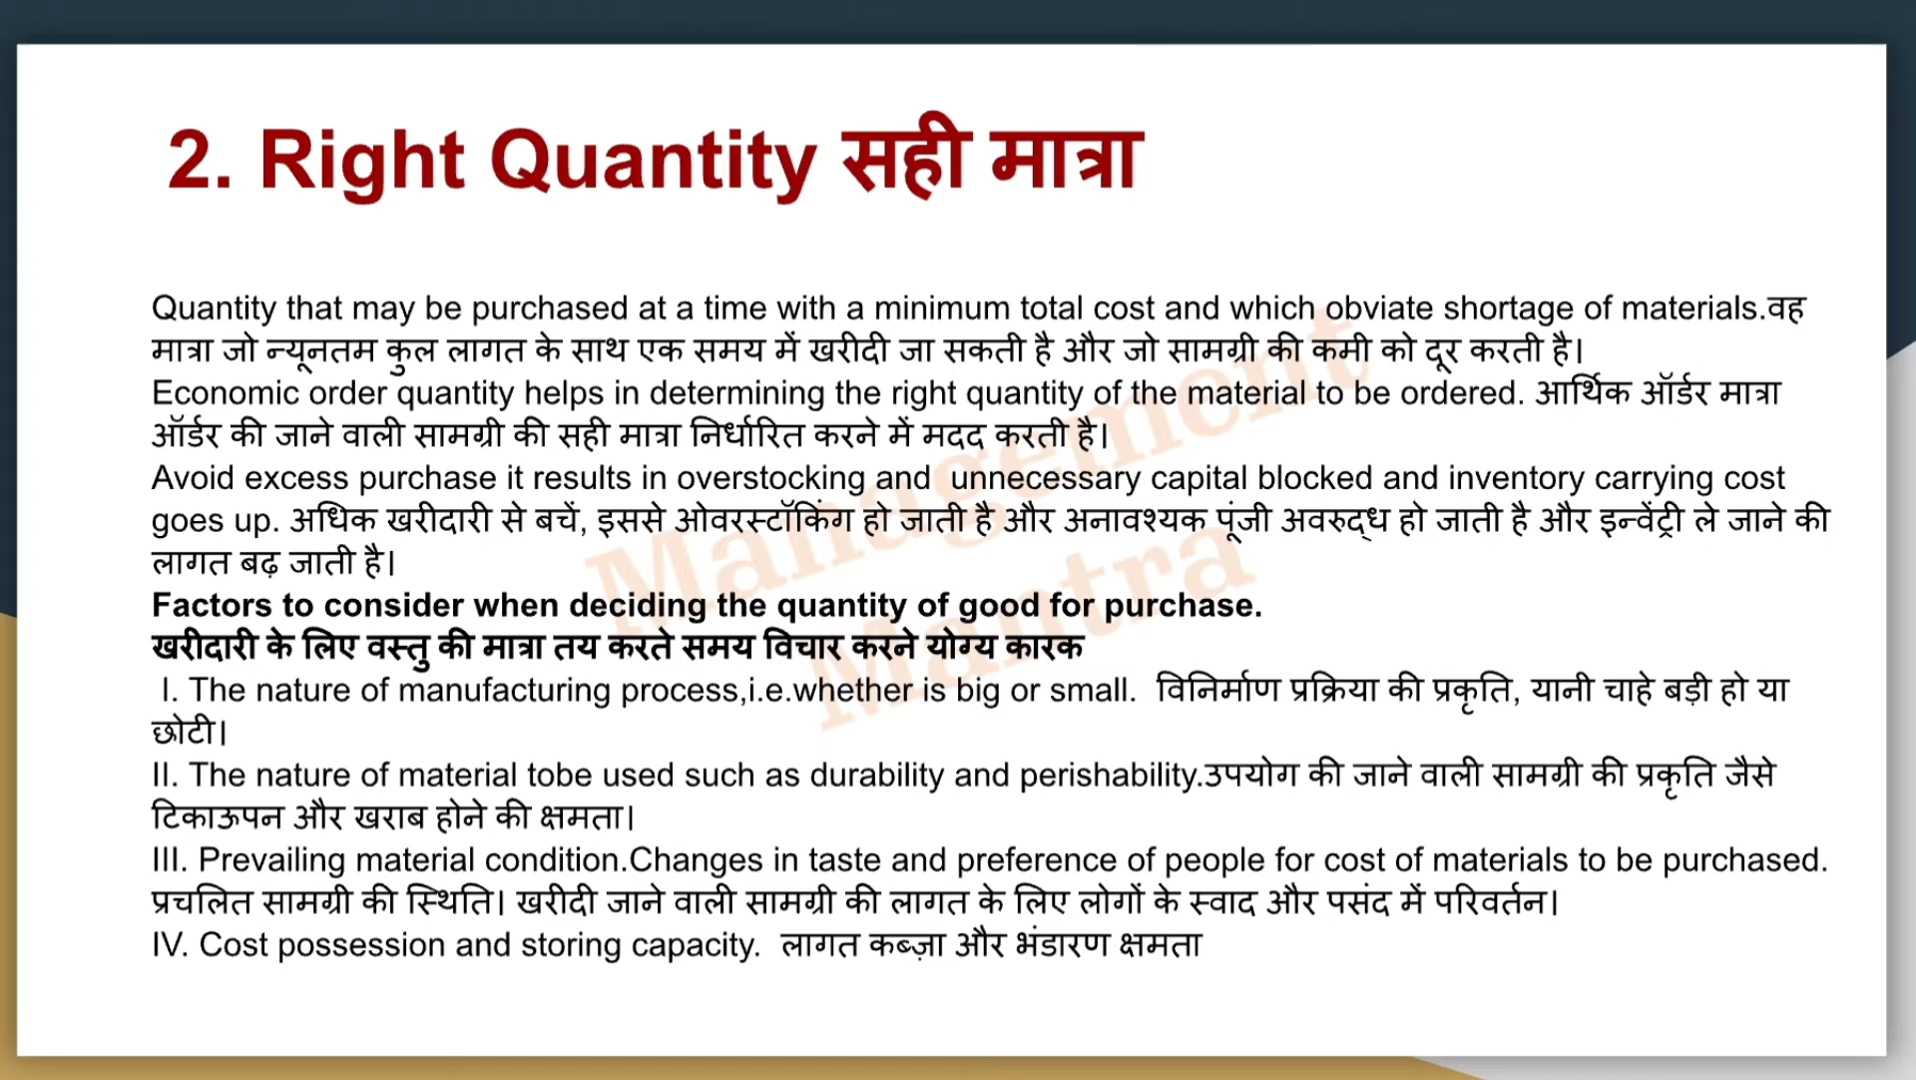 2. Right Quantity सही मात्रा
Quantity that may be purchased at a time with a minimum total cost and which obviate shortage of materials.वह
मात्रा जो न्यूनतम कुल लागत के साथ एक समय में खरीदी जा सकती है और जो सामग्री की कमी को दूर करती है।
Economic order quantity helps in determining the right quantity of the material to be ordered. आर्थिक ऑर्डर मात्रा
ऑर्डर की जाने वाली सामग्री की सही मात्रा निर्धारित करने में मदद करती है।
Avoid excess purchase it results in overstocking and  unnecessary capital blocked and inventory carrying cost
goes up. अधिक खरीदारी से बचें, इससे ओवरस्टॉकिंग हो जाती है और अनावश्यक पूंजी अवरुद्ध हो जाती है और इन्वेंट्री ले जाने की
लागत बढ़ जाती है।
Factors to consider when deciding the quantity of good for purchase.
खरीदारी के लिए वस्तु की मात्रा तय करते समय विचार करने योग्य कारक
I. The nature of manufacturing process,i.e.whether is big or small.  विनिर्माण प्रक्रिया की प्रकृति, यानी चाहे बड़ी हो या
छोटी।
II. The nature of material tobe used such as durability and perishability.उपयोग की जाने वाली सामग्री की प्रकृति जैसे
टिकाऊपन और खराब होने की क्षमता।
III. Prevailing material condition.Changes in taste and preference of people for cost of materials to be purchased.
प्रचलित सामग्री की स्थिति। खरीदी जाने वाली सामग्री की लागत के लिए लोगों के स्वाद और पसंद में परिवर्तन।
IV. Cost possession and storing capacity.  लागत कब्ज़ा और भंडारण क्षमता
Management
Mantra